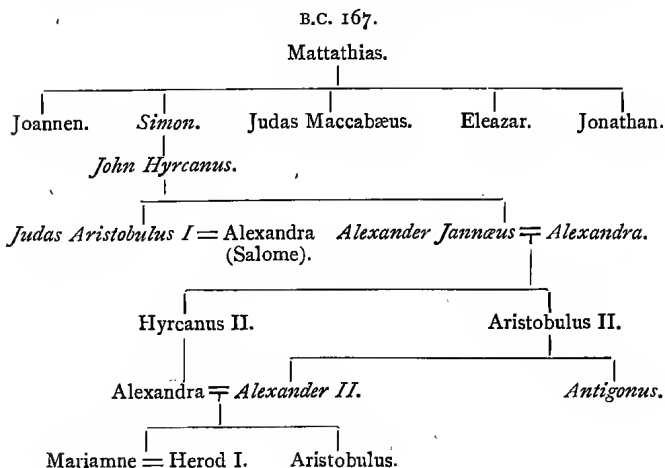 B.C. 167.
Mattathias.
Joannen. Simon. Judas Maccabæus. Eleazar. Jonathan.
John Hyrcanus.
Judas Aristobulus I = Alexandra Alexander Jannæus = Alexandra.
(Salome).
Hyrcanus II. Aristobulus II.
Alexandra = Alexander II. Antigonus.
Mariamne = Herod I. Aristobulus.